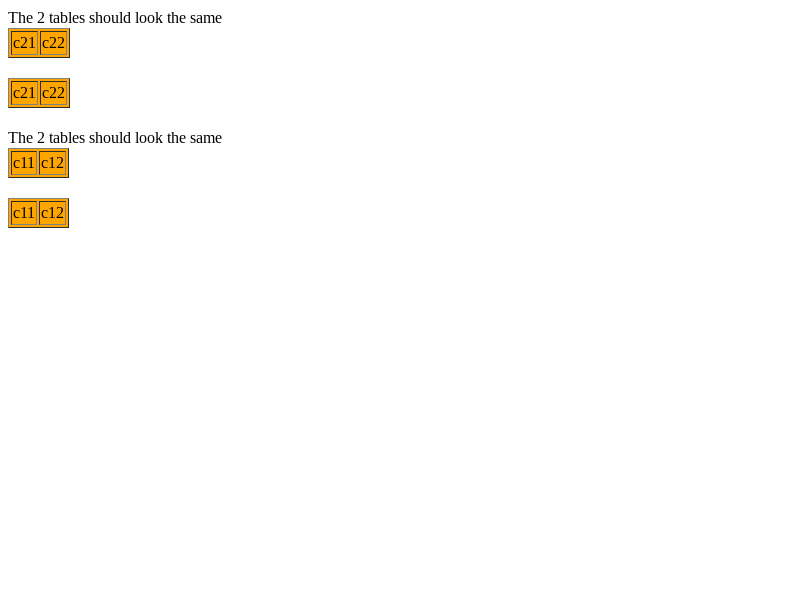 The 2 tables should look the same
c21 c22
c21 c22
The 2 tables should look the same
c11 c12
c11 c12